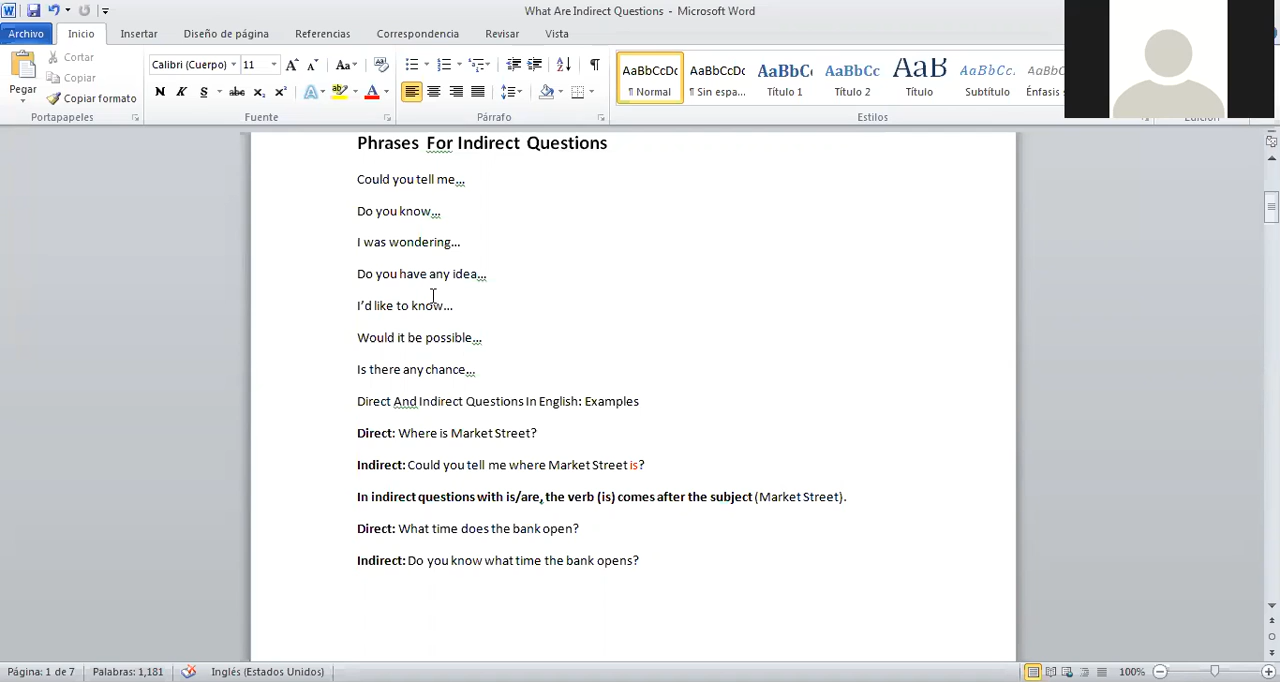 What Are Indirect Questions - Microsoft Word
Archivo Inicio Insertar Diseño de página Referencias Correspondencia Revisar Vista
Cortar
Copiar
Copiar formato
Pegar
Portapapeles
Calibri (Cuerpo) 11 Aa
N K S abc x₂ x² A ab A
Fuente
Párrafo
AaBbCcDc AaBbCcDc AaBbC AaBbCc AaB AaBbCc. AaBbCc
¶ Normal ¶ Sin espa... Título 1 Título 2 Título Subtítulo Énfasis
Estilos
Edición
Phrases For Indirect Questions
Could you tell me…
Do you know…
I was wondering…
Do you have any idea…
I’d like to know…
Would it be possible…
Is there any chance…
Direct And Indirect Questions In English: Examples
Direct: Where is Market Street?
Indirect: Could you tell me where Market Street is?
In indirect questions with is/are, the verb (is) comes after the subject (Market Street).
Direct: What time does the bank open?
Indirect: Do you know what time the bank opens?
Página: 1 de 7 Palabras: 1,181 Inglés (Estados Unidos) 100%